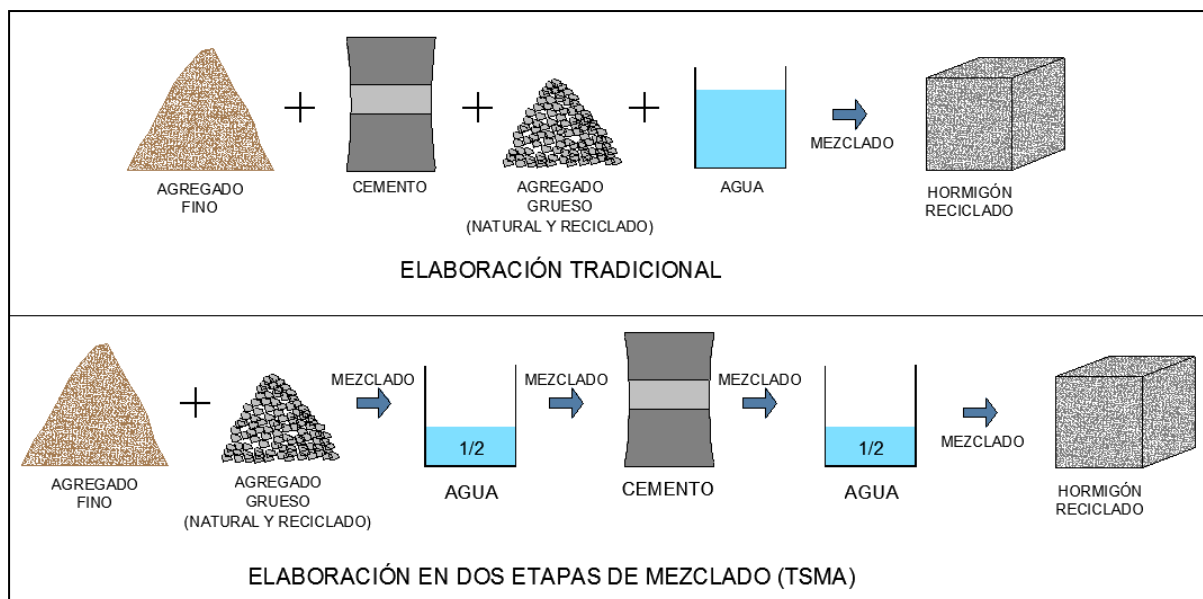 AGREGADO
FINO
CEMENTO
AGREGADO
GRUESO
(NATURAL Y RECICLADO)
AGUA
MEZCLADO
HORMIGÓN
RECICLADO
ELABORACIÓN TRADICIONAL
AGREGADO
FINO
AGREGADO
GRUESO
(NATURAL Y RECICLADO)
MEZCLADO
1/2
AGUA
MEZCLADO
CEMENTO
MEZCLADO
1/2
AGUA
MEZCLADO
HORMIGÓN
RECICLADO
ELABORACIÓN EN DOS ETAPAS DE MEZCLADO (TSMA)